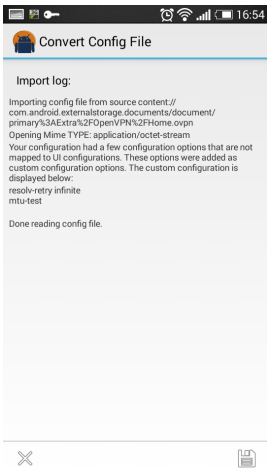 16:54
Convert Config File
Import log:
Importing config file from source content://
com.android.externalstorage.documents/document/
primary%3AExtra%2FOpenVPN%2FHome.ovpn
Opening Mime TYPE: application/octet-stream
Your configuration had a few configuration options that are not
mapped to UI configurations. These options were added as
custom configuration options. The custom configuration is
displayed below:
resolv-retry infinite
mtu-test
Done reading config file.